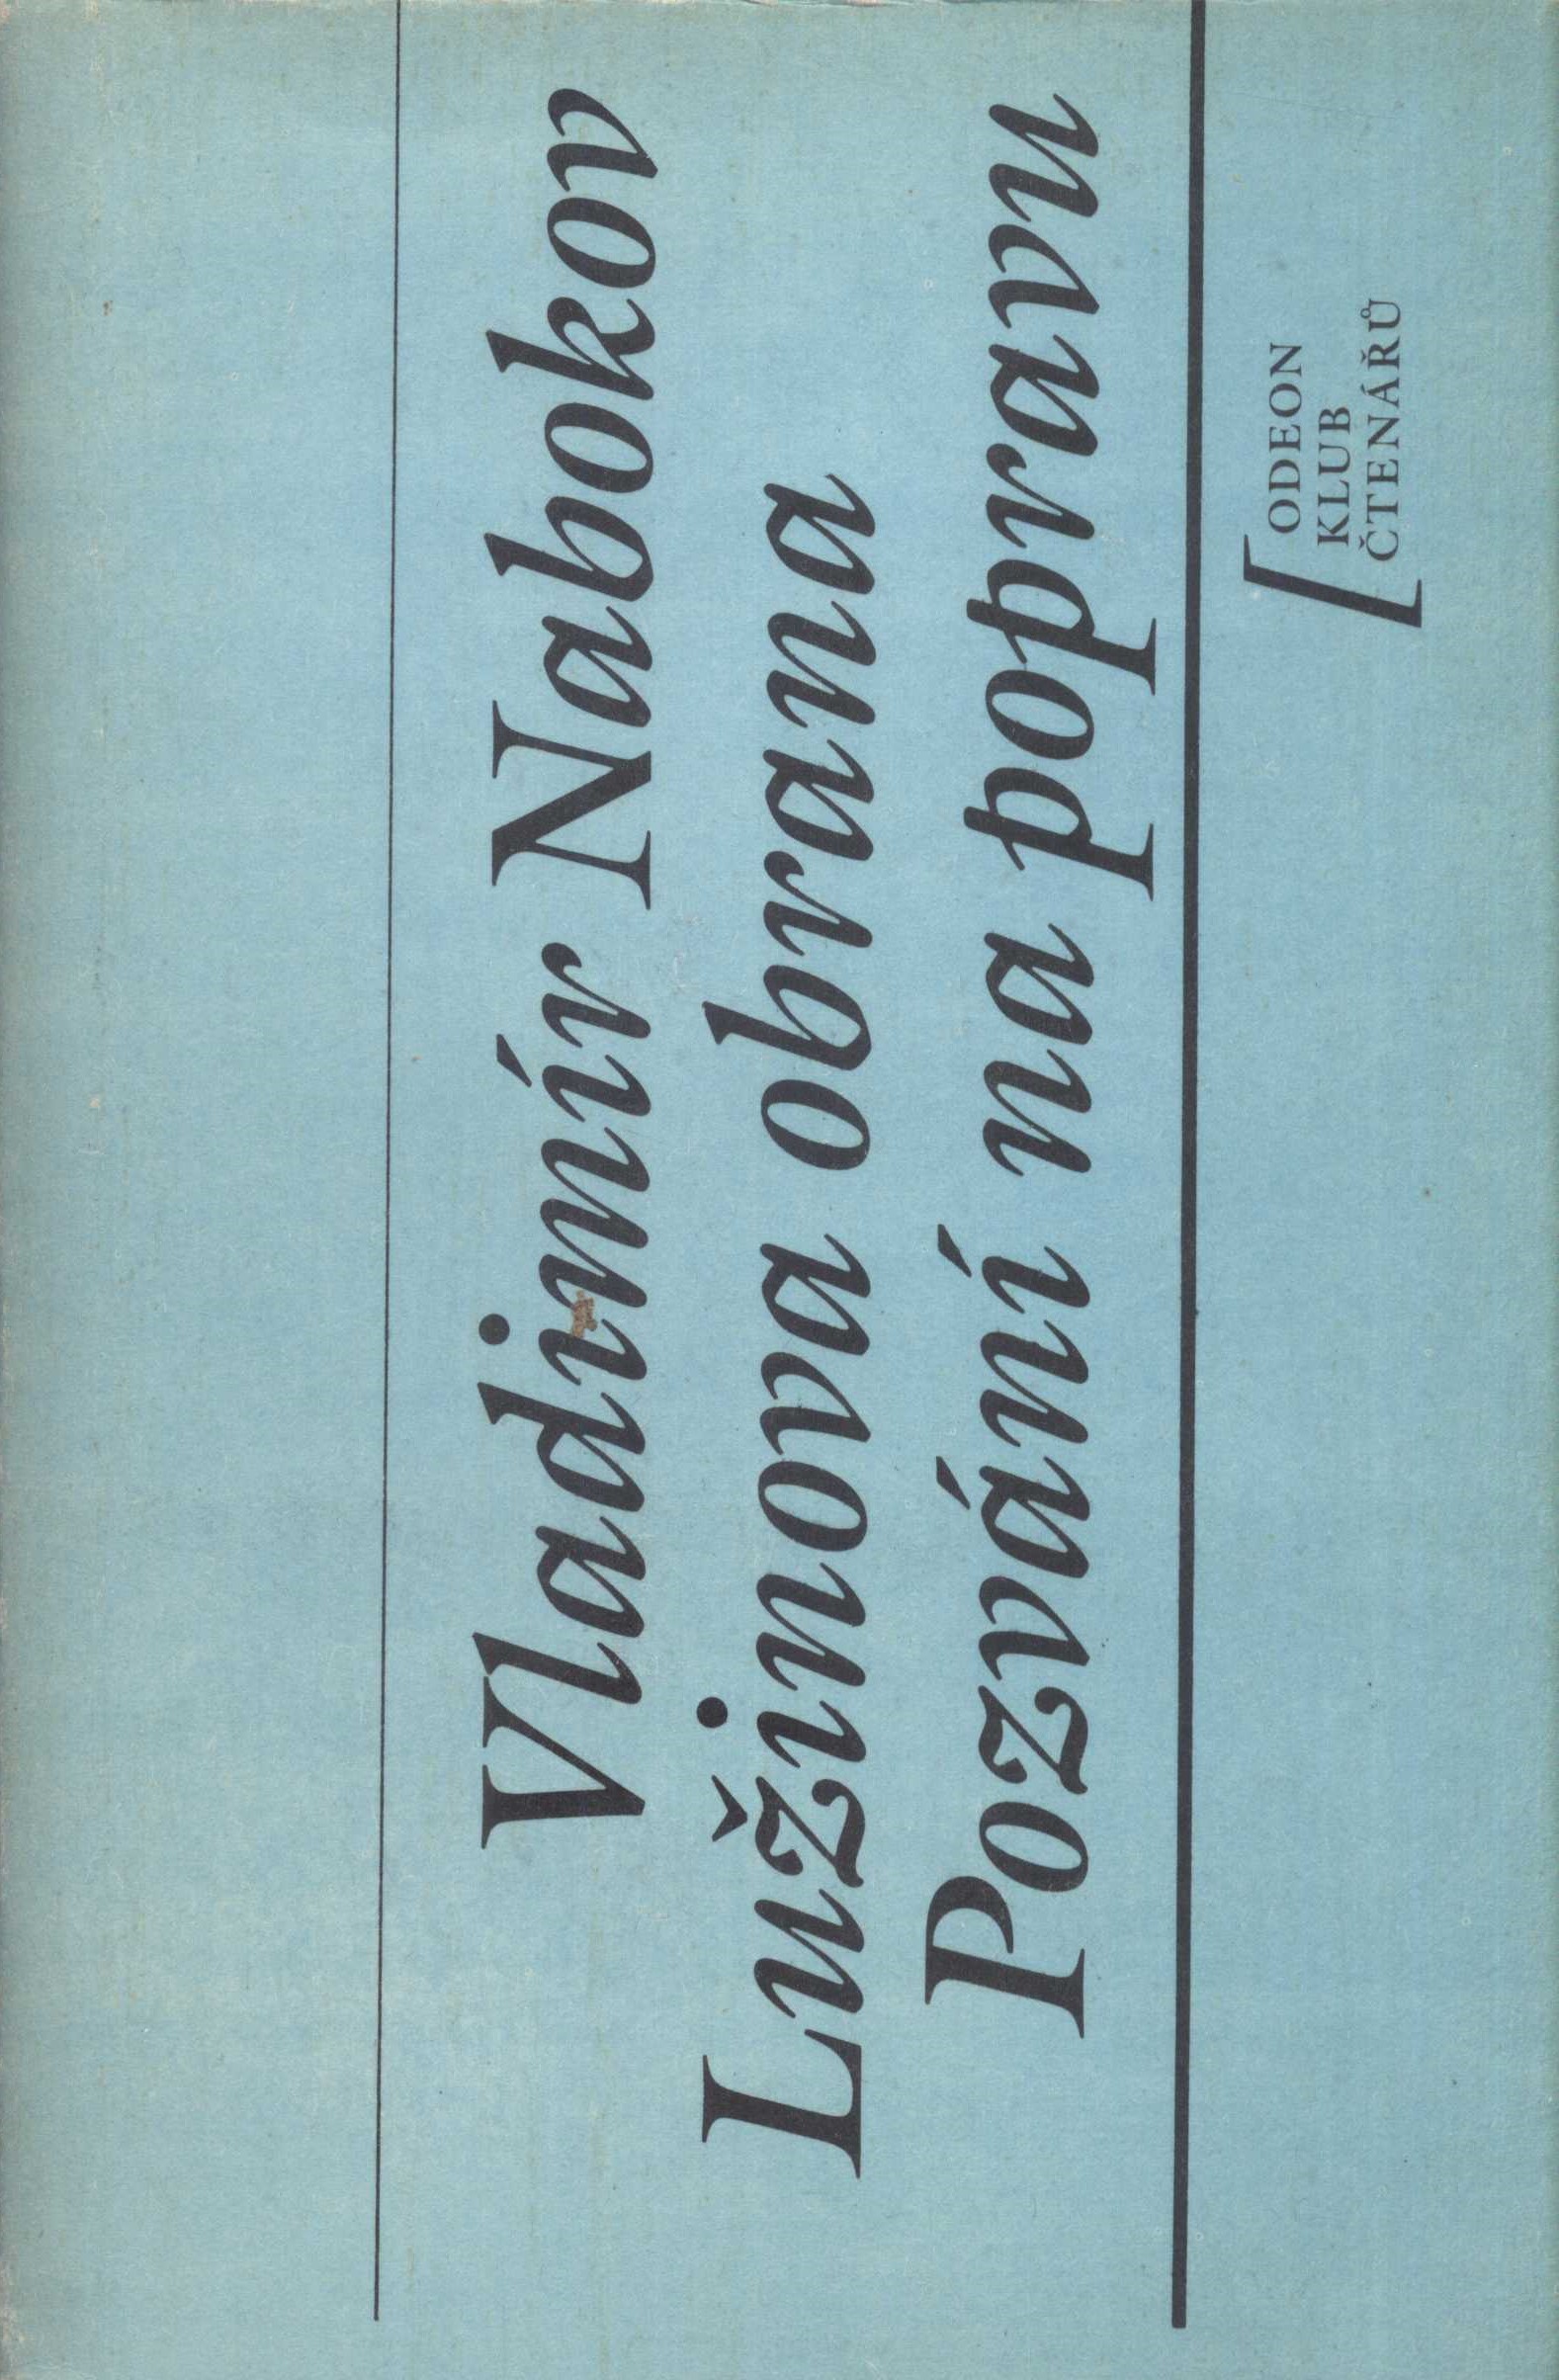 Vladimír Nabokov
Lužinova obrana
Pozvání na popravu
ODEON
KLUB
ČTENÁŘŮ